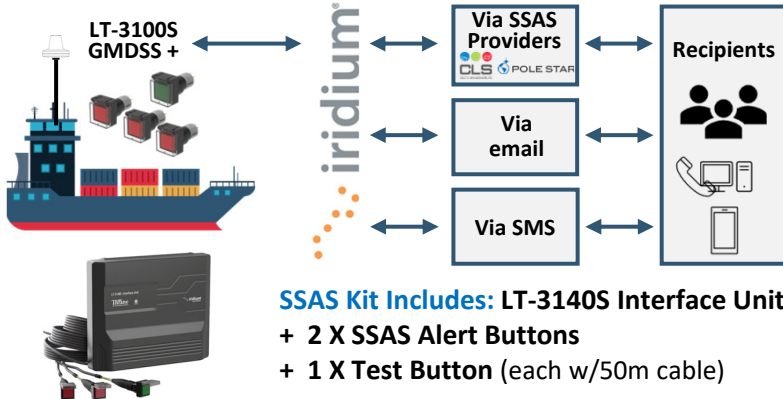 LT-3100S
GMDSS +
iridium
Via SSAS
Providers
CLS POLE STAR
Via
email
Via SMS
Recipients
SSAS Kit Includes: LT-3140S Interface Unit
+ 2 X SSAS Alert Buttons
+ 1 X Test Button (each w/50m cable)